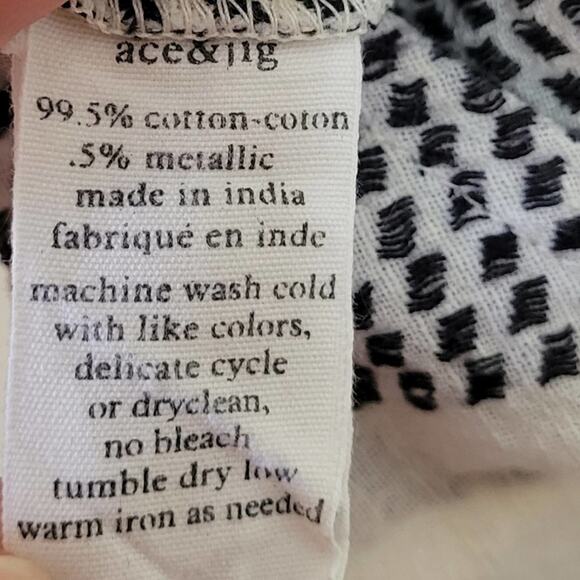 ace&jig
99.5% cotton-coton
.5% metallic
made in india
fabriqué en inde
machine wash cold
with like colors,
delicate cycle
or dryclean,
no bleach
tumble dry low
warm iron as needed